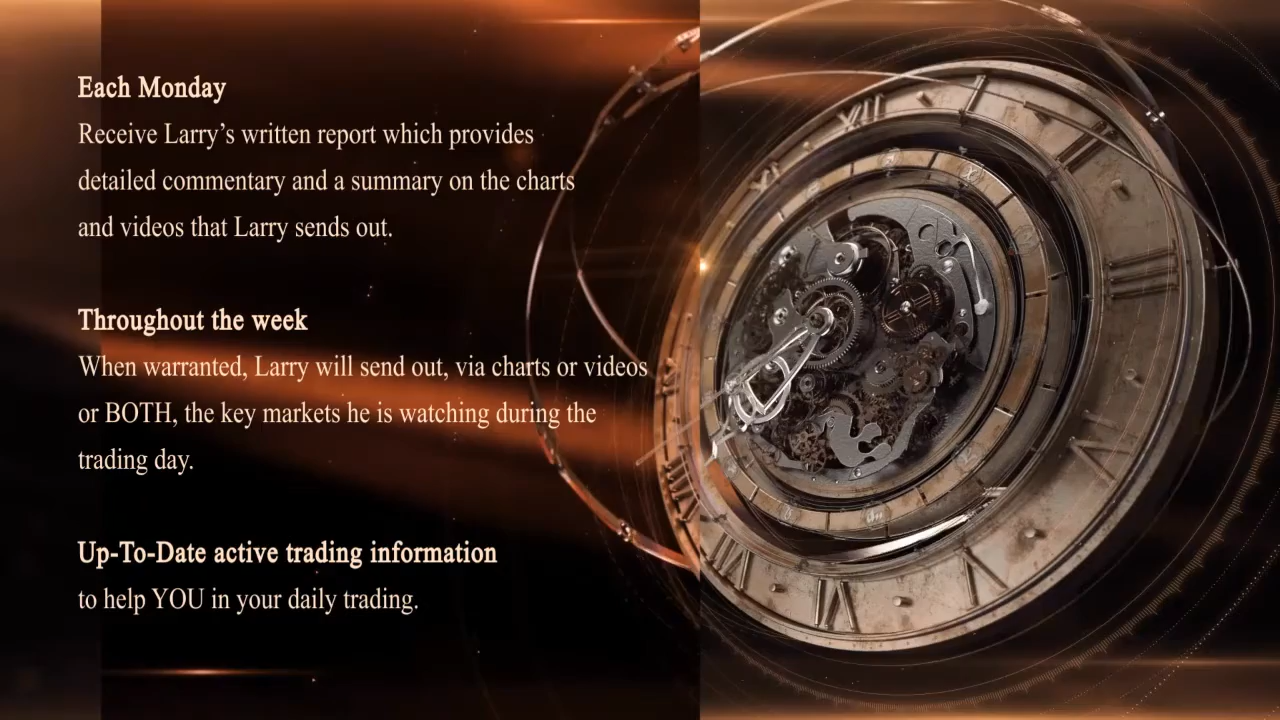 Each Monday
Receive Larry’s written report which provides
detailed commentary and a summary on the charts
and videos that Larry sends out.
Throughout the week
When warranted, Larry will send out, via charts or videos
or BOTH, the key markets he is watching during the
trading day.
Up-To-Date active trading information
to help YOU in your daily trading.